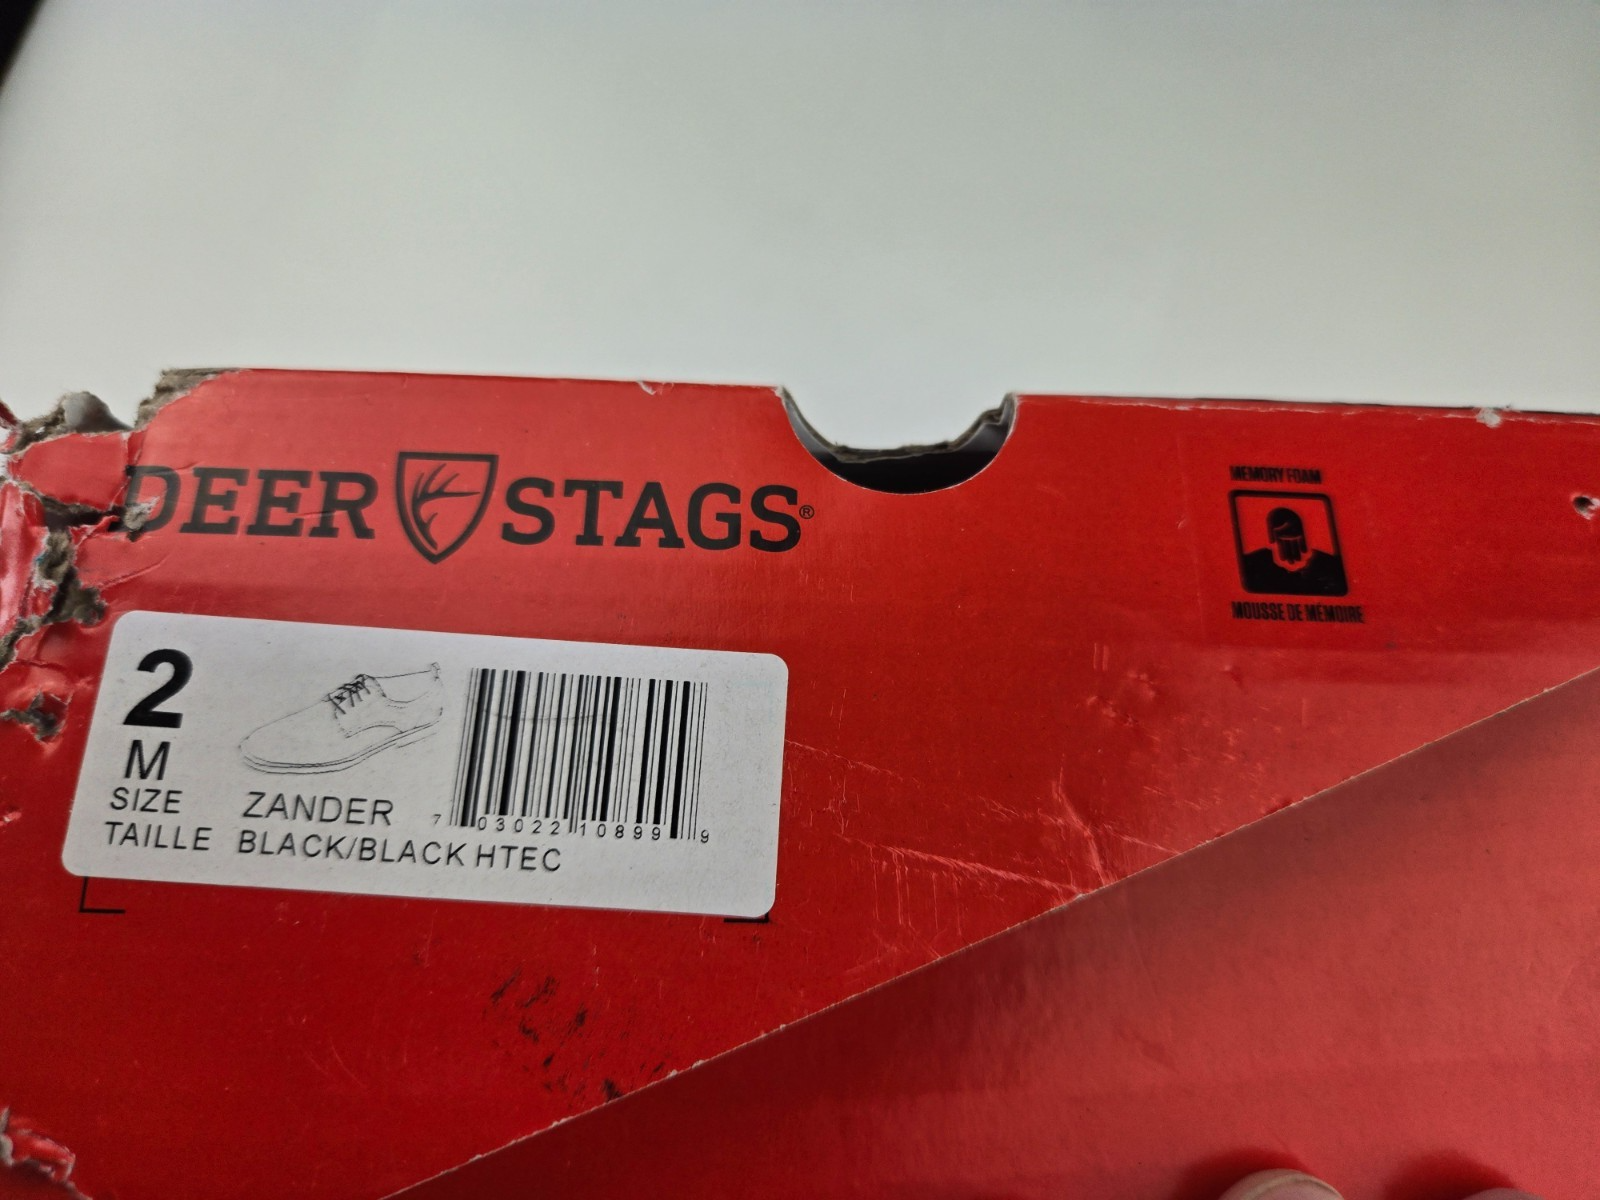 DEER STAGS®
MEMORY FOAM
MOUSSE DE MÉMOIRE
2
M
SIZE
TAILLE
ZANDER
BLACK/BLACK HTEC
7 03022 10899 9